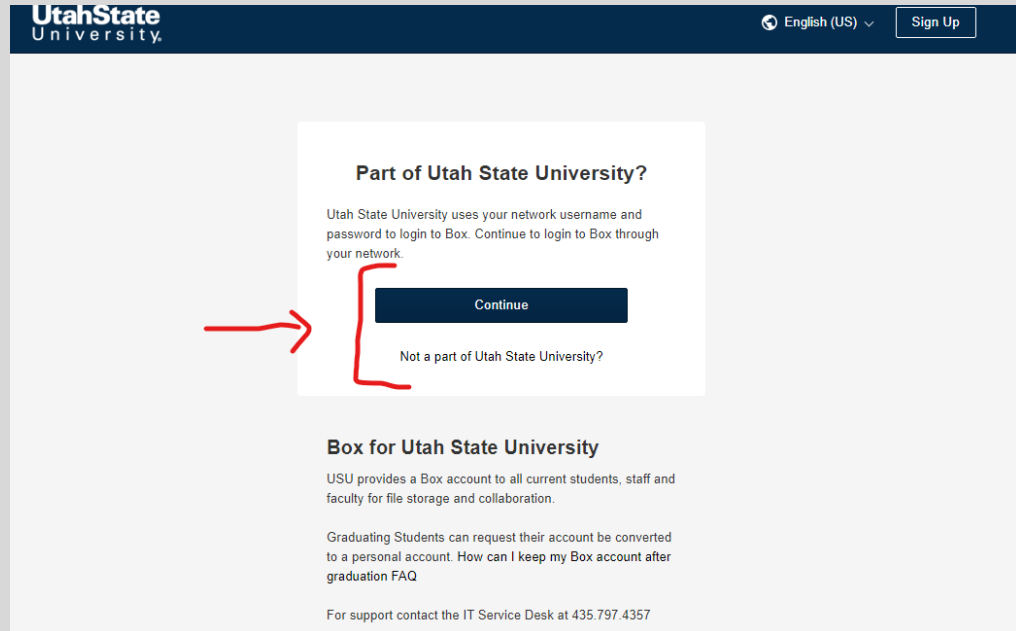 UtahState
University.
English (US)
Sign Up
Part of Utah State University?
Utah State University uses your network username and
password to login to Box. Continue to login to Box through
your network.
Continue
Not a part of Utah State University?
Box for Utah State University
USU provides a Box account to all current students, staff and
faculty for file storage and collaboration.
Graduating Students can request their account be converted
to a personal account. How can I keep my Box account after
graduation FAQ
For support contact the IT Service Desk at 435.797.4357